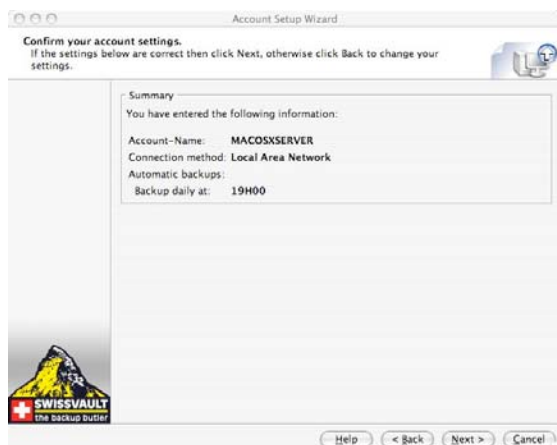 Account Setup Wizard
Confirm your account settings.
If the settings below are correct then click Next, otherwise click Back to change your
settings.
Summary
You have entered the following information:
Account-Name: MACOSXSERVER
Connection method: Local Area Network
Automatic backups:
Backup daily at: 19H00
SWISSVAULT
the backup butler
Help < Back Next > Cancel